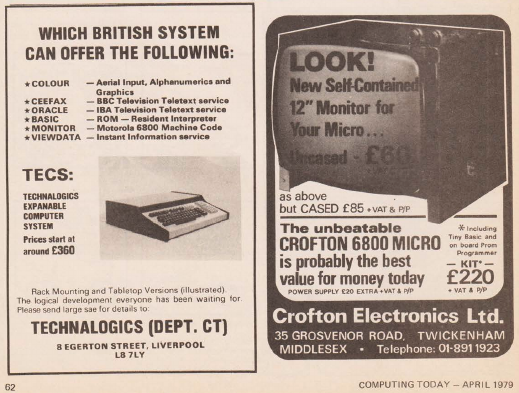 WHICH BRITISH SYSTEM
CAN OFFER THE FOLLOWING:
★ COLOUR — Aerial Input, Alphanumerics and
Graphics
★ CEEFAX — BBC Television Teletext service
★ ORACLE — IBA Television Teletext service
★ BASIC — ROM — Resident Interpreter
★ MONITOR — Motorola 6800 Machine Code
★ VIEWDATA — Instant Information service
TECS:
TECHNALOGICS
EXPANABLE
COMPUTER
SYSTEM
Prices start at
around £360
Rack Mounting and Tabletop Versions (illustrated).
The logical development everyone has been waiting for
Please send large sae for details to:
TECHNALOGICS (DEPT. CT)
8 EGERTON STREET, LIVERPOOL
L8 7LY
LOOK!
New Self-Contained
12" Monitor for
Your Micro...
Uncased - £60
as above
but CASED £85 + VAT & P/P
The unbeatable
CROFTON 6800 MICRO
is probably the best
value for money today
POWER SUPPLY £20 EXTRA + VAT & P/P
* Including
Tiny Basic and
on board Prom
Programmer
— KIT* —
£220
+ VAT & P/P
Crofton Electronics Ltd.
35 GROSVENOR ROAD, TWICKENHAM
MIDDLESEX • Telephone: 01-891 1923
62
COMPUTING TODAY — APRIL 1979